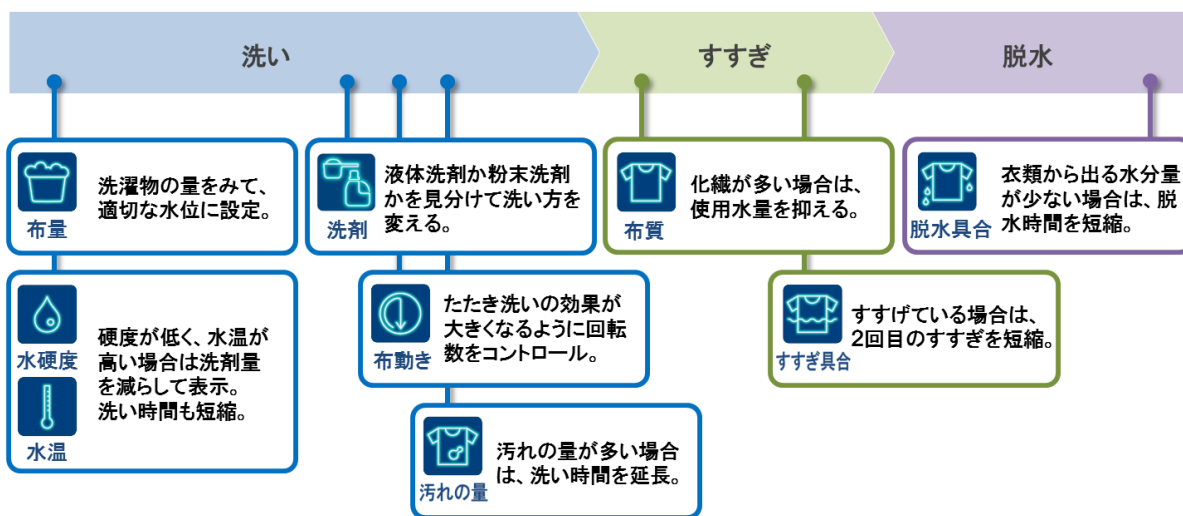 洗い
すすぎ
脱水
布量
洗濯物の量をみて、
適切な水位に設定。
水硬度
水温
硬度が低く、水温が
高い場合は洗剤量
を減らして表示。
洗い時間も短縮。
洗剤
液体洗剤か粉末洗剤
かを見分けて洗い方を
変える。
布動き
たたき洗いの効果が
大きくなるように回転
数をコントロール。
汚れの量
汚れの量が多い場合
は、洗い時間を延長。
布質
化繊が多い場合は、
使用水量を抑える。
すすぎ具合
すすげている場合は、
2回目のすすぎを短縮。
脱水具合
衣類から出る水分量
が少ない場合は、脱
水時間を短縮。